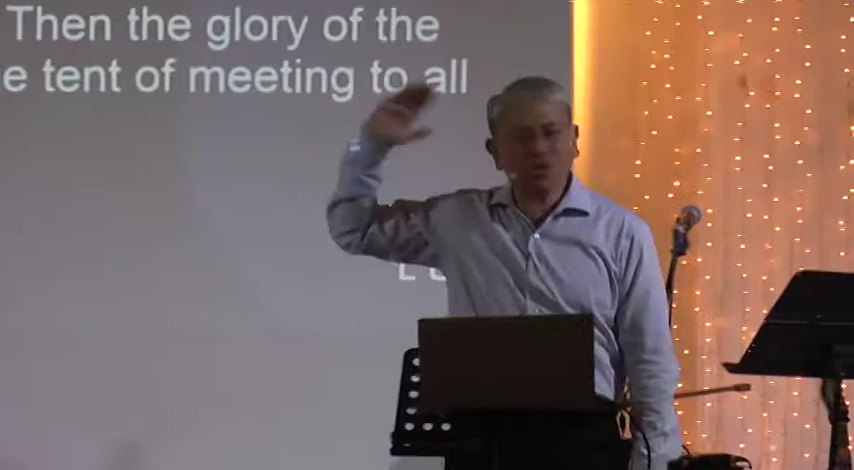 Then the glory of the
tent of meeting to all